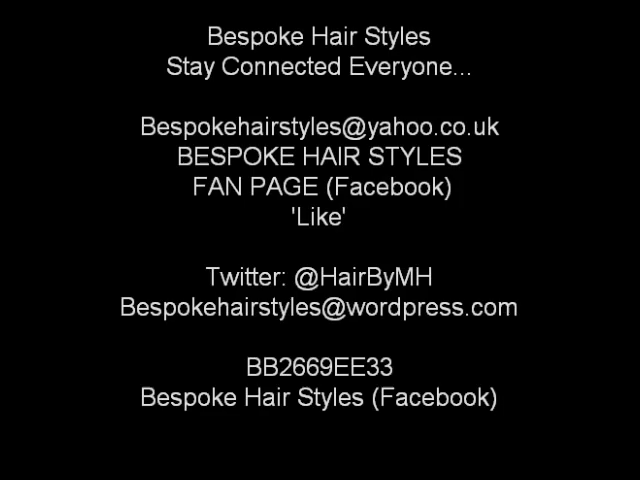 Bespoke Hair Styles
Stay Connected Everyone...
Bespokehairstyles@yahoo.co.uk
BESPOKE HAIR STYLES
FAN PAGE (Facebook)
'Like'
Twitter: @HairByMH
Bespokehairstyles@wordpress.com
BB2669EE33
Bespoke Hair Styles (Facebook)